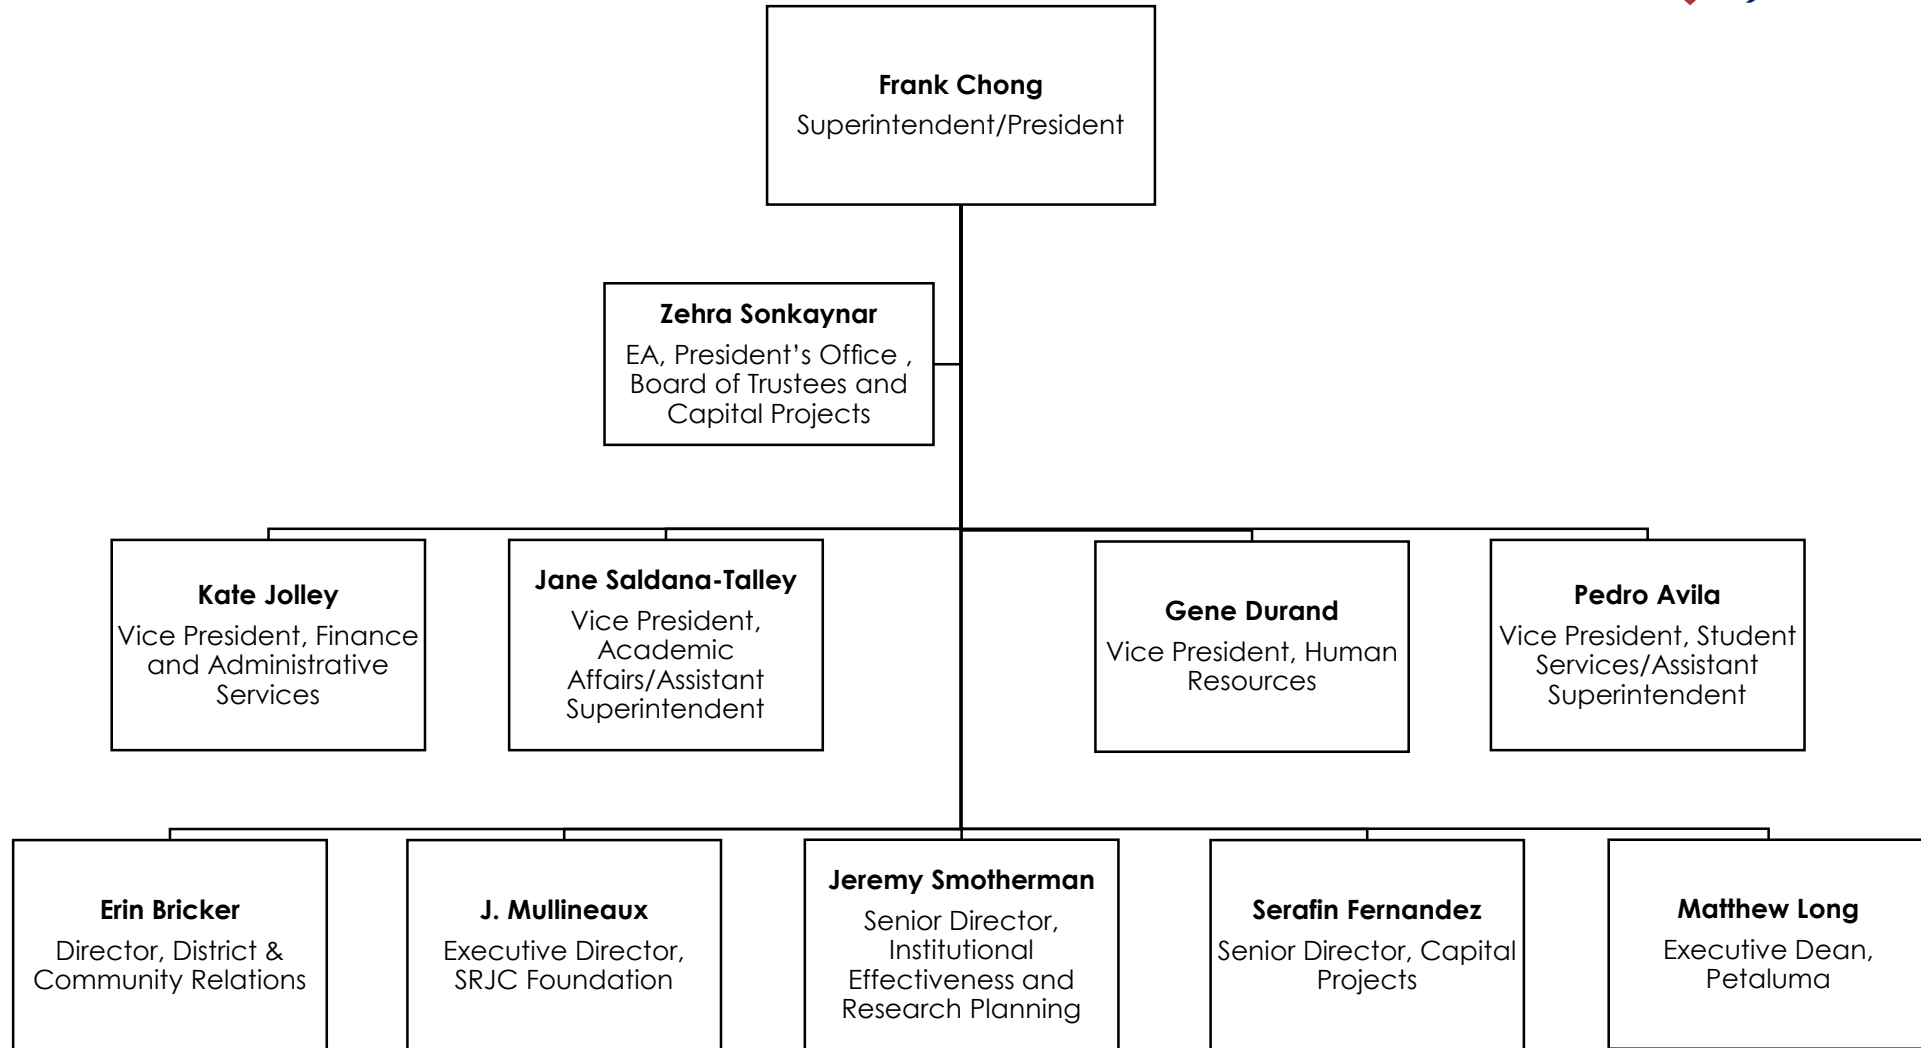 Frank Chong
Superintendent/President
Zehra Sonkaynar
EA, President’s Office ,
Board of Trustees and
Capital Projects
Kate Jolley
Vice President, Finance
and Administrative
Services
Jane Saldana-Talley
Vice President,
Academic
Affairs/Assistant
Superintendent
Gene Durand
Vice President, Human
Resources
Pedro Avila
Vice President, Student
Services/Assistant
Superintendent
Erin Bricker
Director, District &
Community Relations
J. Mullineaux
Executive Director,
SRJC Foundation
Jeremy Smotherman
Senior Director,
Institutional
Effectiveness and
Research Planning
Serafin Fernandez
Senior Director, Capital
Projects
Matthew Long
Executive Dean,
Petaluma